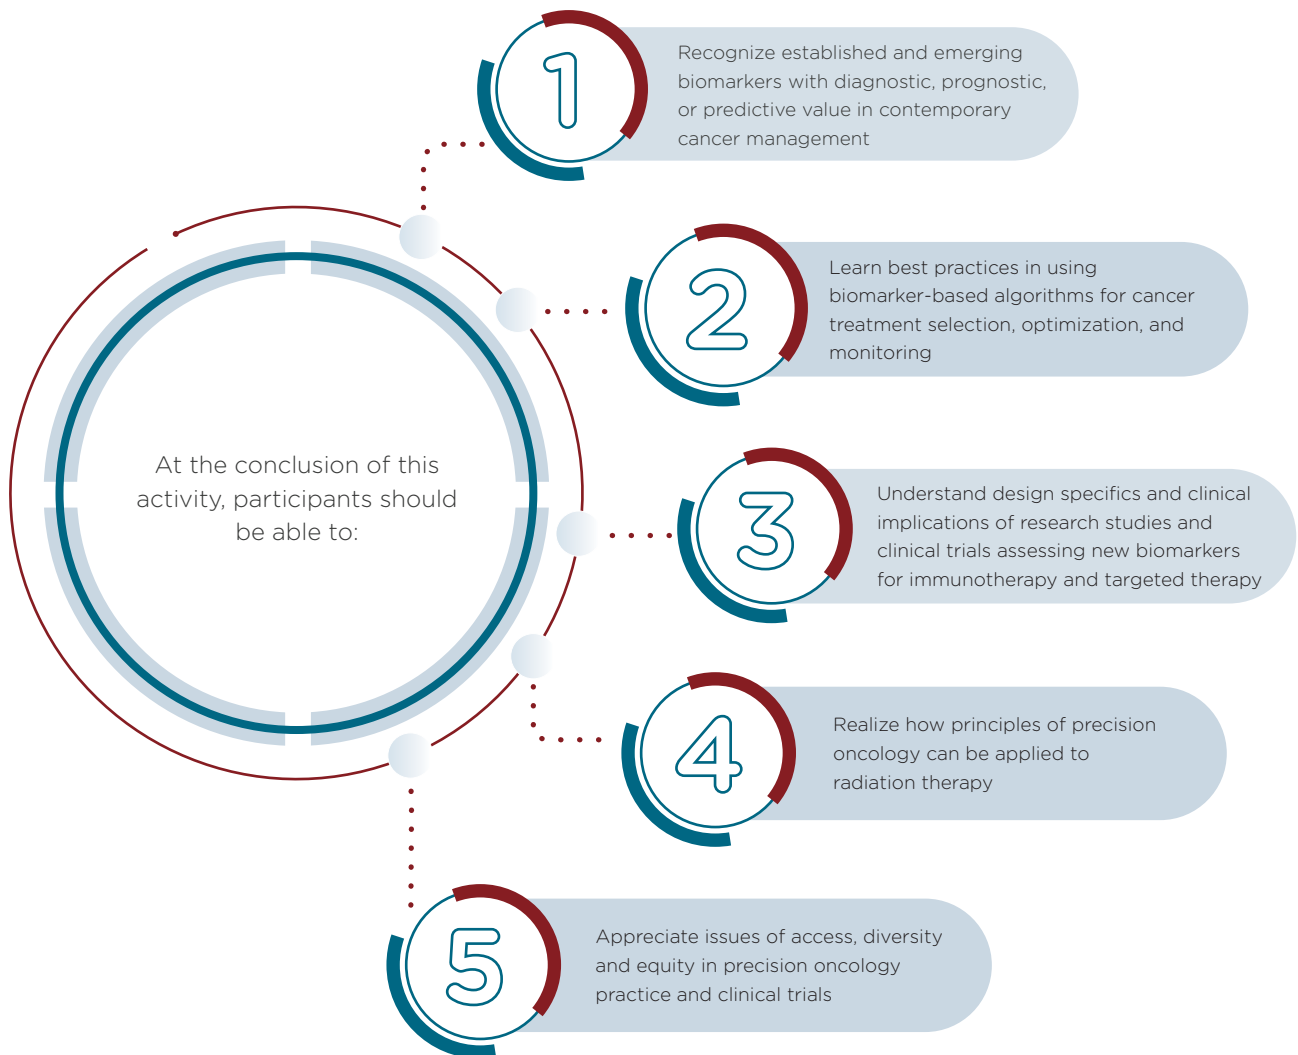 At the conclusion of this
activity, participants should
be able to:
1
Recognize established and emerging
biomarkers with diagnostic, prognostic,
or predictive value in contemporary
cancer management
2
Learn best practices in using
biomarker-based algorithms for cancer
treatment selection, optimization, and
monitoring
3
Understand design specifics and clinical
implications of research studies and
clinical trials assessing new biomarkers
for immunotherapy and targeted therapy
4
Realize how principles of precision
oncology can be applied to
radiation therapy
5
Appreciate issues of access, diversity
and equity in precision oncology
practice and clinical trials